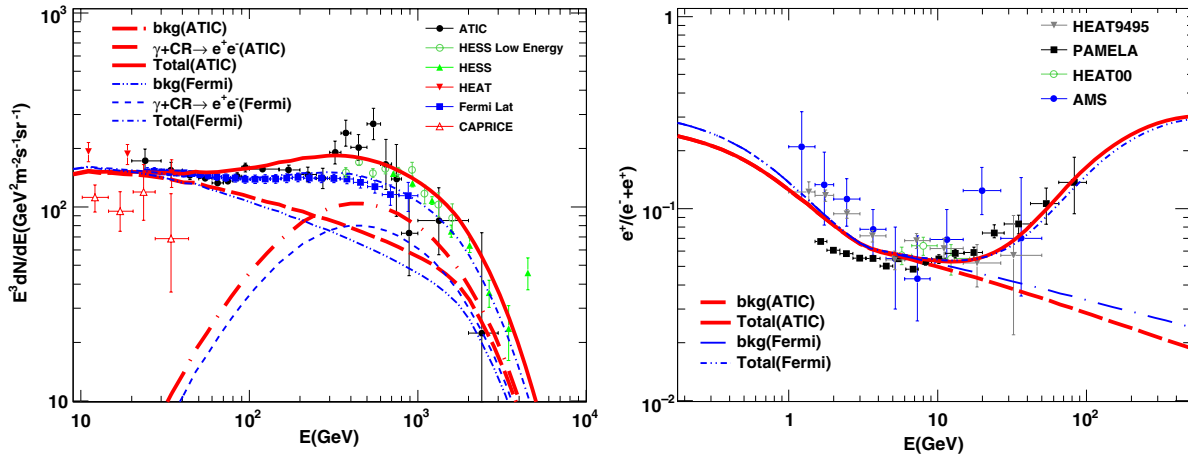 10³
bkg(ATIC)
γ+CR→ e⁺e⁻(ATIC)
Total(ATIC)
bkg(Fermi)
γ+CR→ e⁺e⁻(Fermi)
Total(Fermi)
ATIC
HESS Low Energy
HESS
HEAT
Fermi Lat
CAPRICE
E³dN/dE(GeV²m⁻²s⁻¹sr⁻¹)
10²
10
10
10²
10³
10⁴
E(GeV)
1
HEAT9495
PAMELA
HEAT00
AMS
e⁺/(e⁻+e⁺)
10⁻¹
bkg(ATIC)
Total(ATIC)
bkg(Fermi)
Total(Fermi)
10⁻²
1
10
10²
E(GeV)